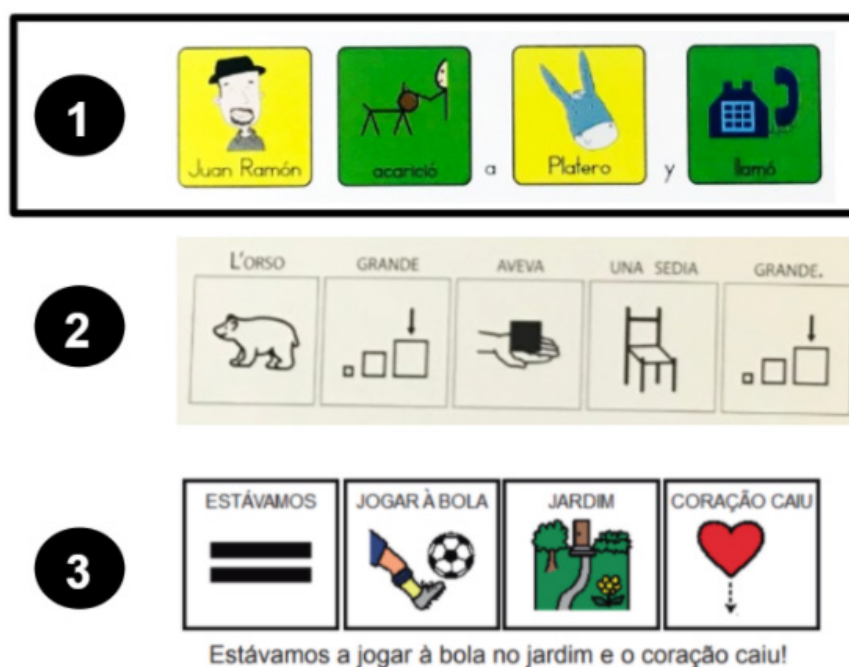 1
Juan Ramón acarició a Platero y llamó
2
L'ORSO GRANDE AVEVA UNA SEDIA GRANDE.
3
ESTÁVAMOS JOGAR À BOLA JARDIM CORAÇÃO CAIU
Estávamos a jogar à bola no jardim e o coração caiu!